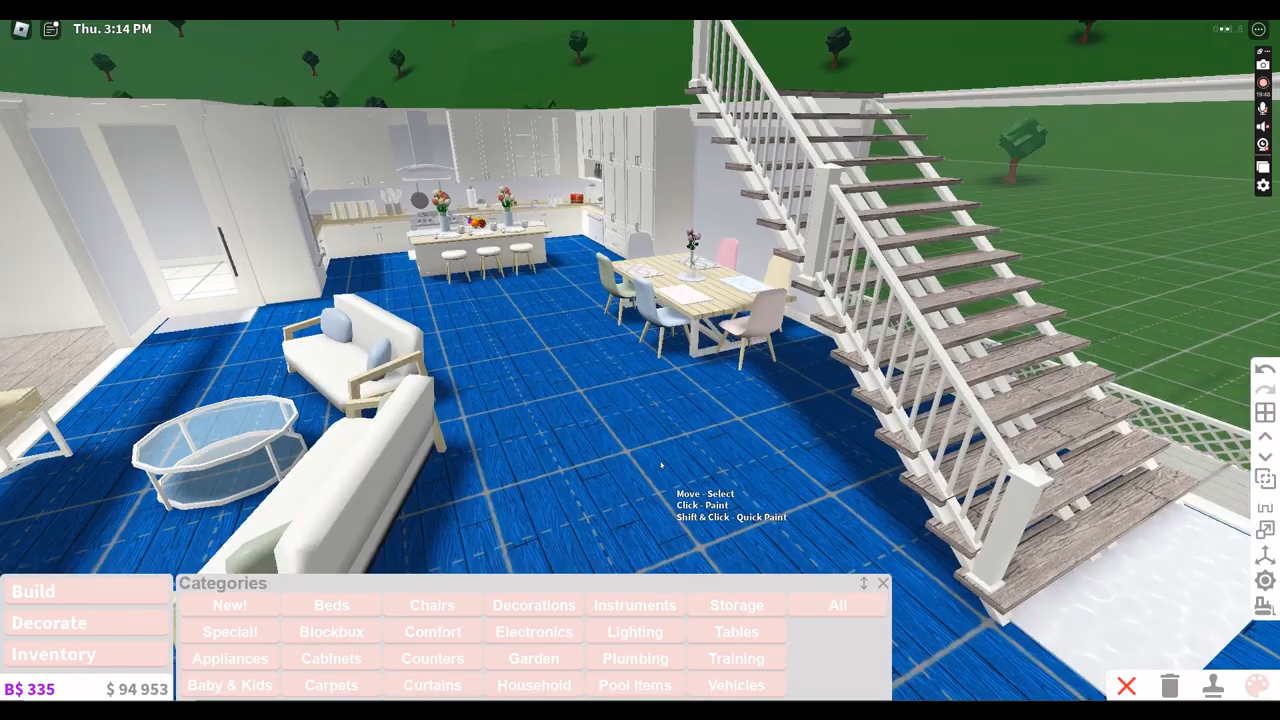 Thu. 3:14 PM
19:48
Move - Select
Click - Paint
Shift & Click - Quick Paint
Build
Decorate
Inventory
B$ 335 $ 94 953
Categories
New! Beds Chairs Decorations Instruments Storage All
Special! Blockbux Comfort Electronics Lighting Tables
Appliances Cabinets Counters Garden Plumbing Training
Baby & Kids Carpets Curtains Household Pool Items Vehicles